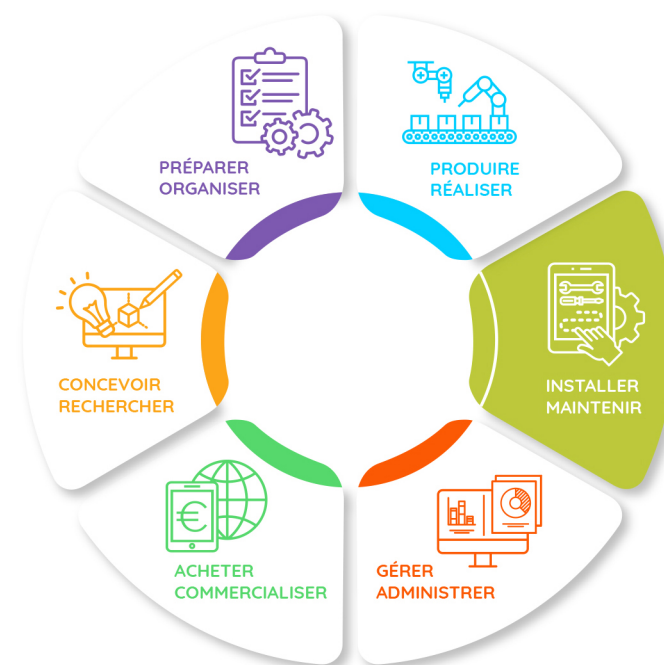 PRÉPARER
ORGANISER
PRODUIRE
RÉALISER
CONCEVOIR
RECHERCHER
INSTALLER
MAINTENIR
€
ACHETER
COMMERCIALISER
GÉRER
ADMINISTRER